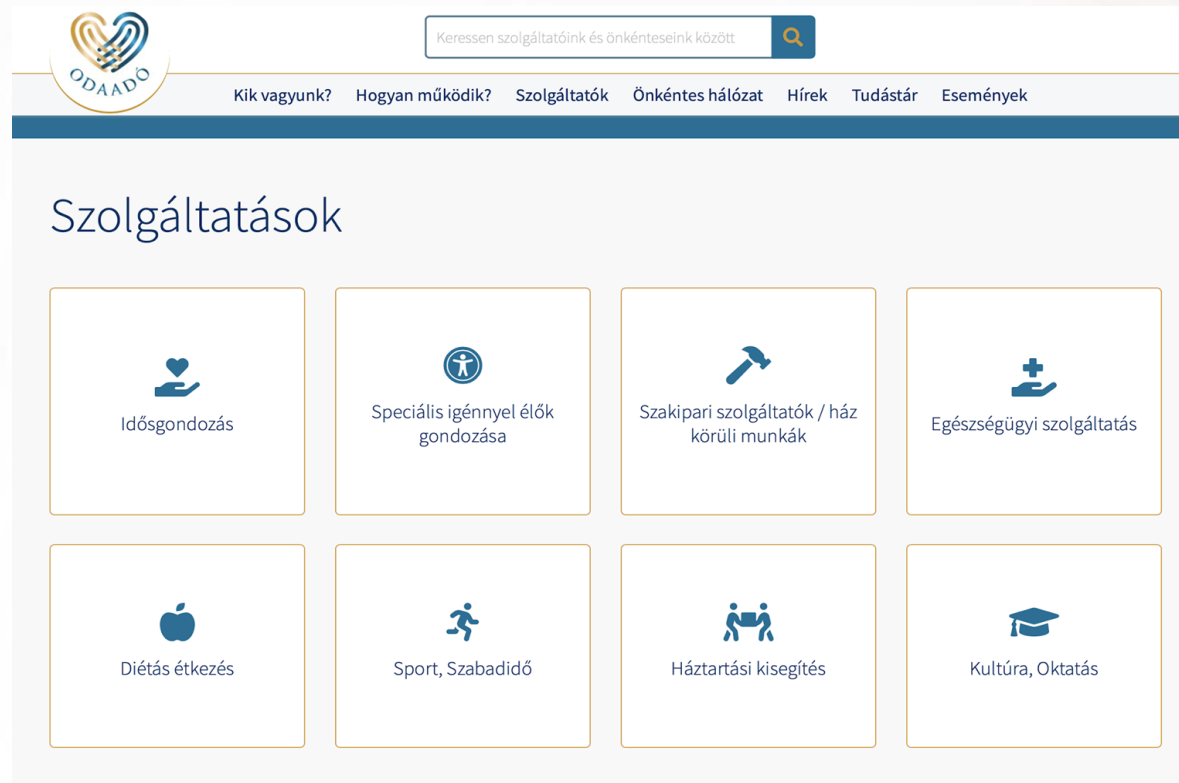 ODAADÓ
Keressen szolgáltatóink és önkénteseink között
Kik vagyunk? Hogyan működik? Szolgáltatók Önkéntes hálózat Hírek Tudástár Események
Szolgáltatások
Idősgondozás
Speciális igénnyel élők
gondozása
Szakipari szolgáltatók / ház
körüli munkák
Egészségügyi szolgáltatás
Diétás étkezés
Sport, Szabadidő
Háztartási kisegítés
Kultúra, Oktatás